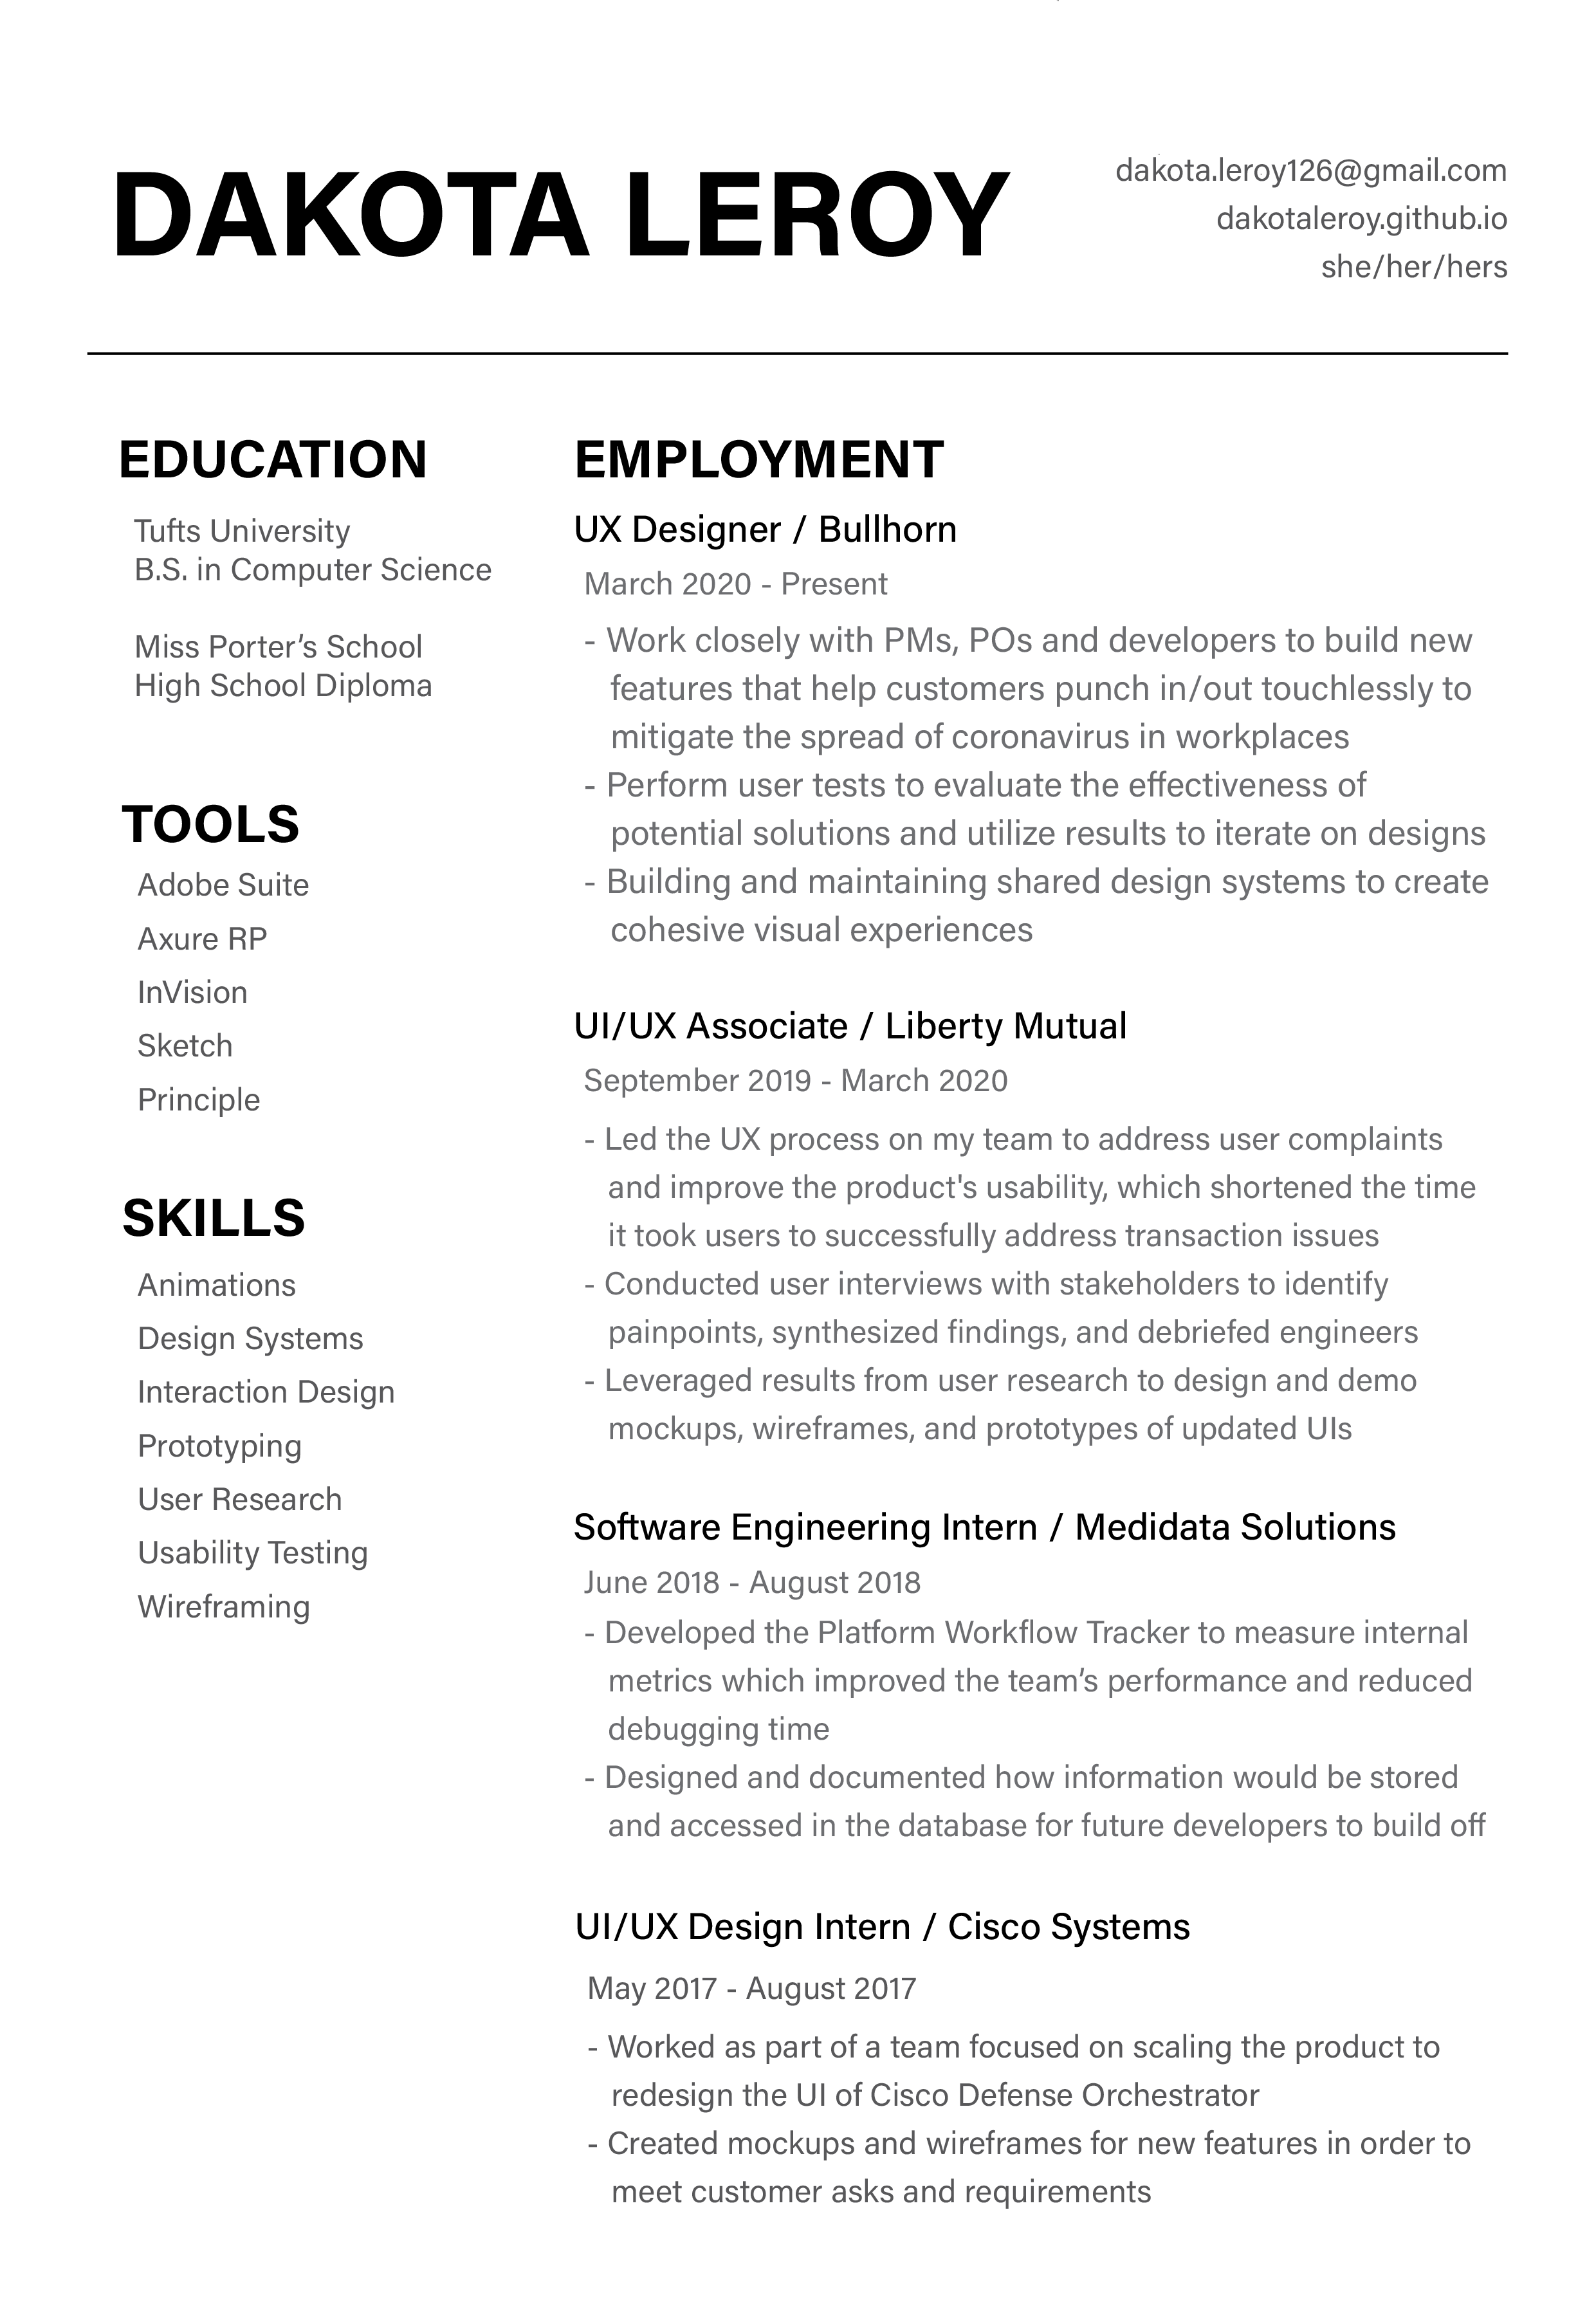 DAKOTA LEROY
dakota.leroy126@gmail.com
dakotaleroy.github.io
she/her/hers
EDUCATION
Tufts University
B.S. in Computer Science
Miss Porter’s School
High School Diploma
TOOLS
Adobe Suite
Axure RP
InVision
Sketch
Principle
SKILLS
Animations
Design Systems
Interaction Design
Prototyping
User Research
Usability Testing
Wireframing
EMPLOYMENT
UX Designer / Bullhorn
March 2020 - Present
- Work closely with PMs, POs and developers to build new
features that help customers punch in/out touchlessly to
mitigate the spread of coronavirus in workplaces
- Perform user tests to evaluate the effectiveness of
potential solutions and utilize results to iterate on designs
- Building and maintaining shared design systems to create
cohesive visual experiences
UI/UX Associate / Liberty Mutual
September 2019 - March 2020
- Led the UX process on my team to address user complaints
and improve the product's usability, which shortened the time
it took users to successfully address transaction issues
- Conducted user interviews with stakeholders to identify
painpoints, synthesized findings, and debriefed engineers
- Leveraged results from user research to design and demo
mockups, wireframes, and prototypes of updated UIs
Software Engineering Intern / Medidata Solutions
June 2018 - August 2018
- Developed the Platform Workflow Tracker to measure internal
metrics which improved the team’s performance and reduced
debugging time
- Designed and documented how information would be stored
and accessed in the database for future developers to build off
UI/UX Design Intern / Cisco Systems
May 2017 - August 2017
- Worked as part of a team focused on scaling the product to
redesign the UI of Cisco Defense Orchestrator
- Created mockups and wireframes for new features in order to
meet customer asks and requirements